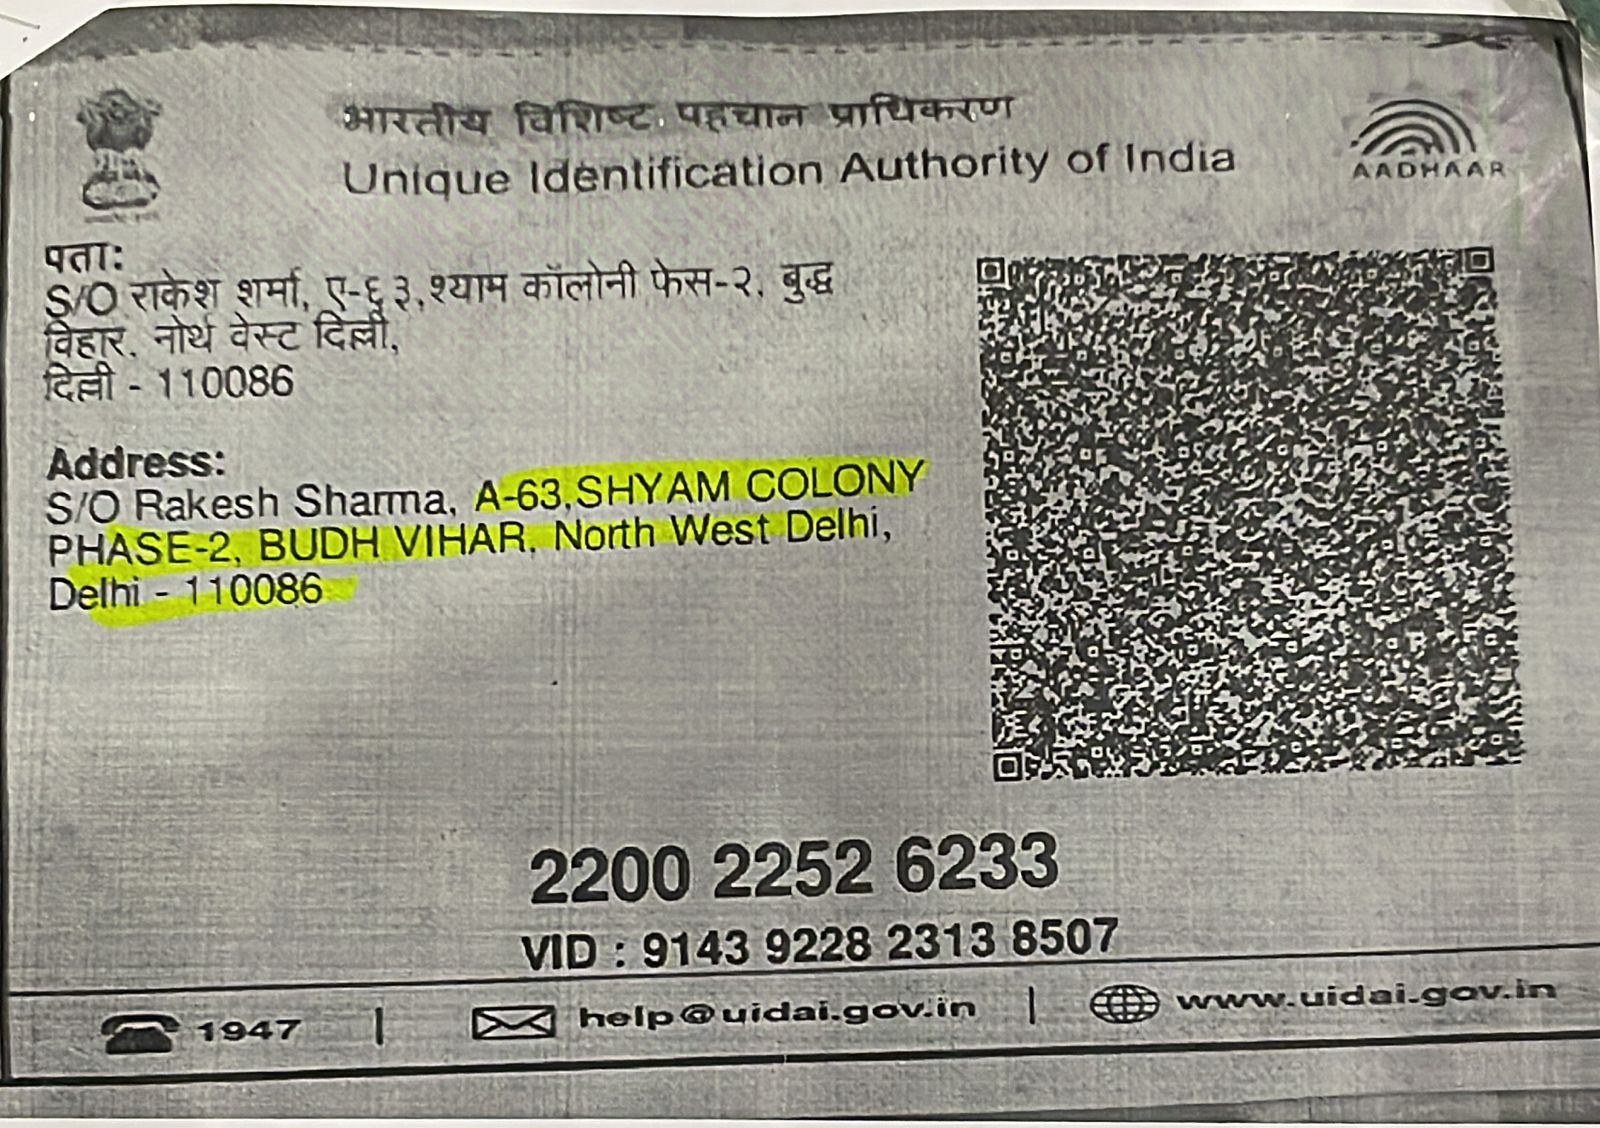 भारतीय विशिष्ट पहचान प्राधिकरण
Unique Identification Authority of India
AADHAAR
पता:
S/O राकेश शर्मा, ए-६३,श्याम कॉलोनी फेस-२, बुद्ध
विहार, नोर्थ वेस्ट दिल्ली,
दिल्ली - 110086
Address:
S/O Rakesh Sharma, A-63,SHYAM COLONY
PHASE-2, BUDH VIHAR, North West Delhi,
Delhi - 110086
2200 2252 6233
VID : 9143 9228 2313 8507
1947 | help@uidai.gov.in | www.uidai.gov.in